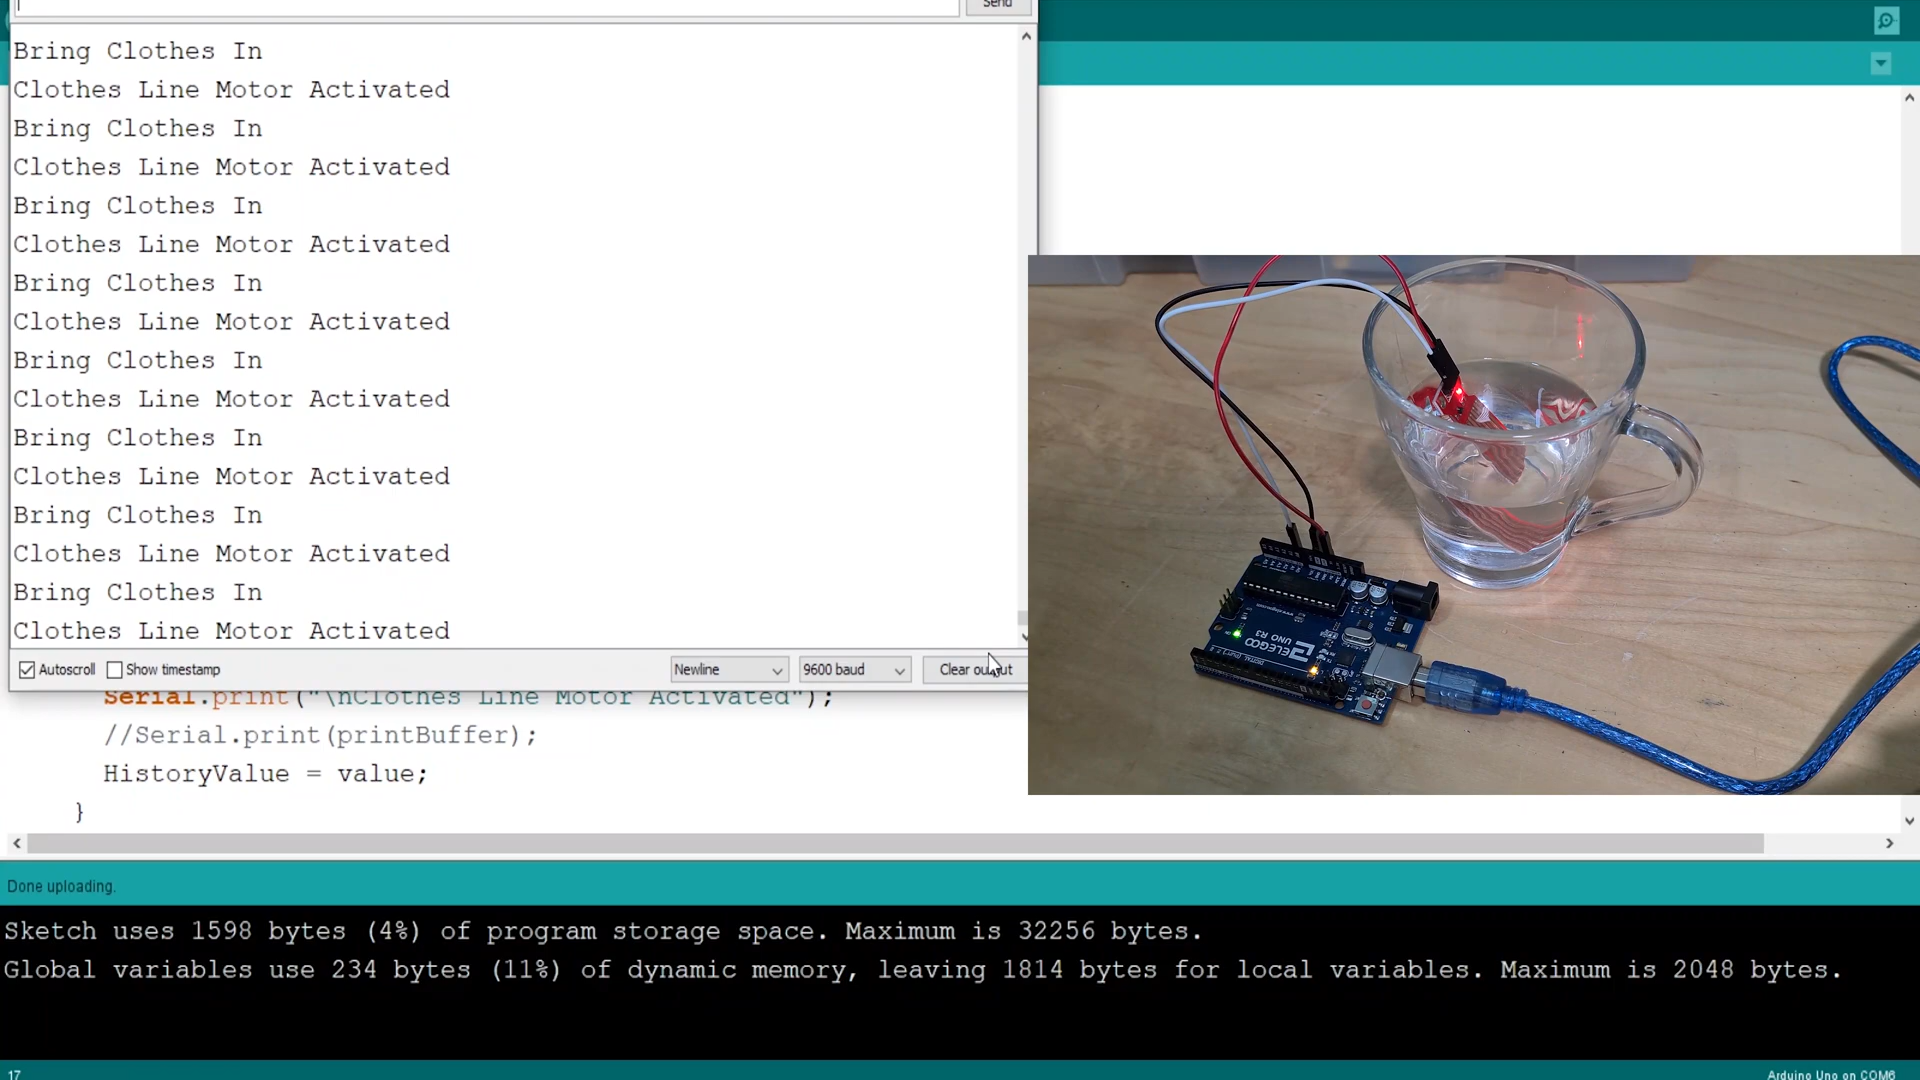 Send
Bring Clothes In
Clothes Line Motor Activated
Bring Clothes In
Clothes Line Motor Activated
Bring Clothes In
Clothes Line Motor Activated
Bring Clothes In
Clothes Line Motor Activated
Bring Clothes In
Clothes Line Motor Activated
Bring Clothes In
Clothes Line Motor Activated
Bring Clothes In
Clothes Line Motor Activated
Bring Clothes In
Clothes Line Motor Activated
Autoscroll Show timestamp Newline 9600 baud Clear output
Serial.print("\nClothes Line Motor Activated");
//Serial.print(printBuffer);
HistoryValue = value;
}
ELEGOO
UNO R3
Done uploading.
Sketch uses 1598 bytes (4%) of program storage space. Maximum is 32256 bytes.
Global variables use 234 bytes (11%) of dynamic memory, leaving 1814 bytes for local variables. Maximum is 2048 bytes.
17
Arduino Uno on COM6